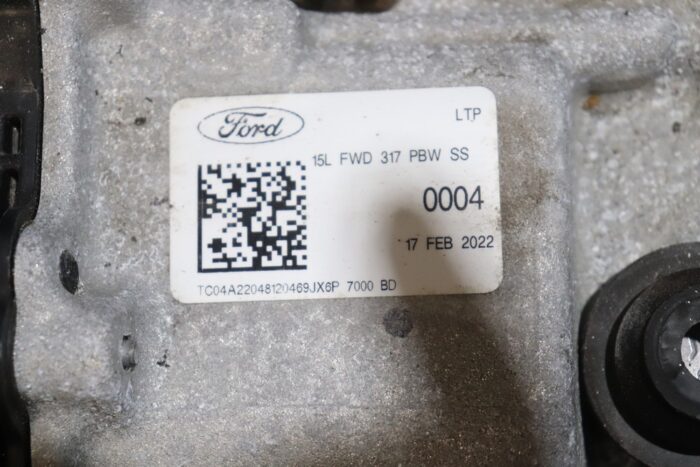 Ford
LTP
15L FWD 317 PBW SS
0004
17 FEB 2022
TC04A22048120469JX6P 7000 BD